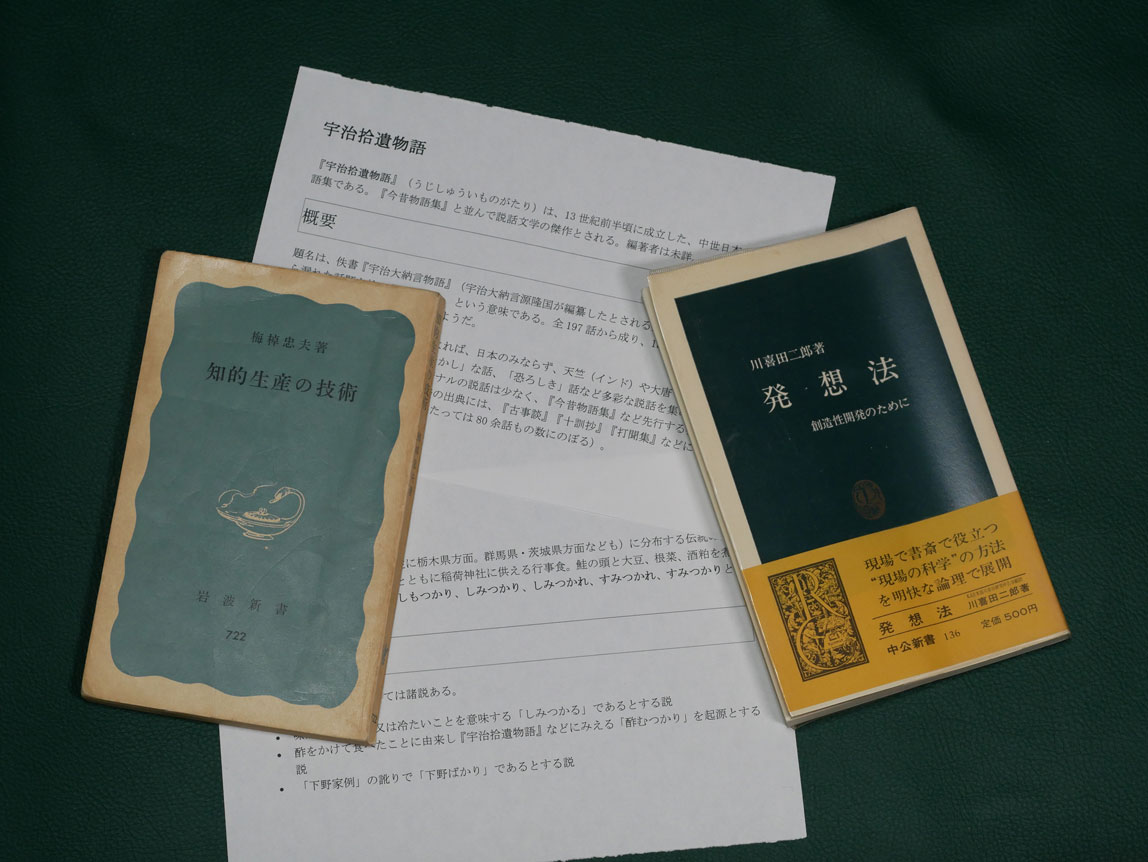 宇治拾遺物語
『宇治拾遺物語』(うじしゅういものがたり)は、13世紀前半頃に成立した、中世日本
語集である。『今昔物語集』と並んで説話文学の傑作とされる。編著者は未詳。
概要
題名は、佚書『宇治大納言物語』(宇治大納言源隆国が編纂したとされる
という意味である。全197話から成り、1
ようだ。
れば、日本のみならず、天竺(インド)や大唐
かし」な話、「恐ろしき」話など多彩な説話を集
ナルの説話は少なく、『今昔物語集』など先行する
の出典には、『古事談』『十訓抄』『打聞集』などに
たっては80余話もの数にのぼる)。
に栃木県方面。群馬県・茨城県方面なども)に分布する伝統
とともに稲荷神社に供える行事食。鮭の頭と大豆、根菜、酒粕を煮
しもつかり、しみつかり、しみつかれ、すみつかれ、すみつかりと
ては諸説ある。
又は冷たいことを意味する「しみつかる」であるとする説
酢をかけて食べたことに由来し『宇治拾遺物語』などにみえる「酢むつかり」を起源とする
説
「下野家例」の訛りで「下野ばかり」であるとする説
梅棹忠夫著
知的生産の技術
岩波新書
722
川喜田二郎著
発想法
創造性開発のために
現場で書斎で役立つ
“現場の科学”の方法
を明快な論理で展開
発想法 川喜田二郎著
中公新書 136 定価500円